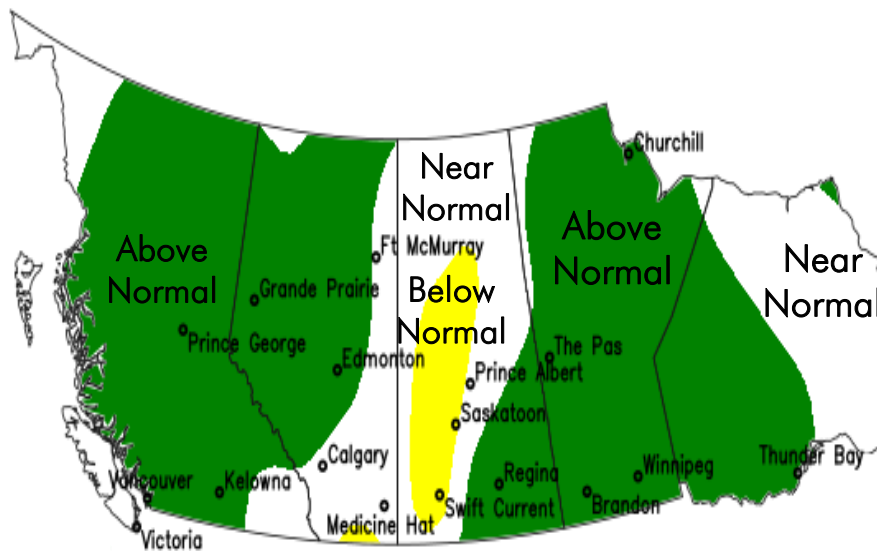 Churchill
Near
Normal
Above
Normal
Above
Normal
Ft McMurray
Near
Normal
Grande Prairie
Below
Normal
Prince George
Edmonton
The Pas
Prince Albert
Saskatoon
Calgary
Regina
Winnipeg
Thunder Bay
Vancouver
Kelowna
Swift Current
Brandon
Medicine Hat
Victoria